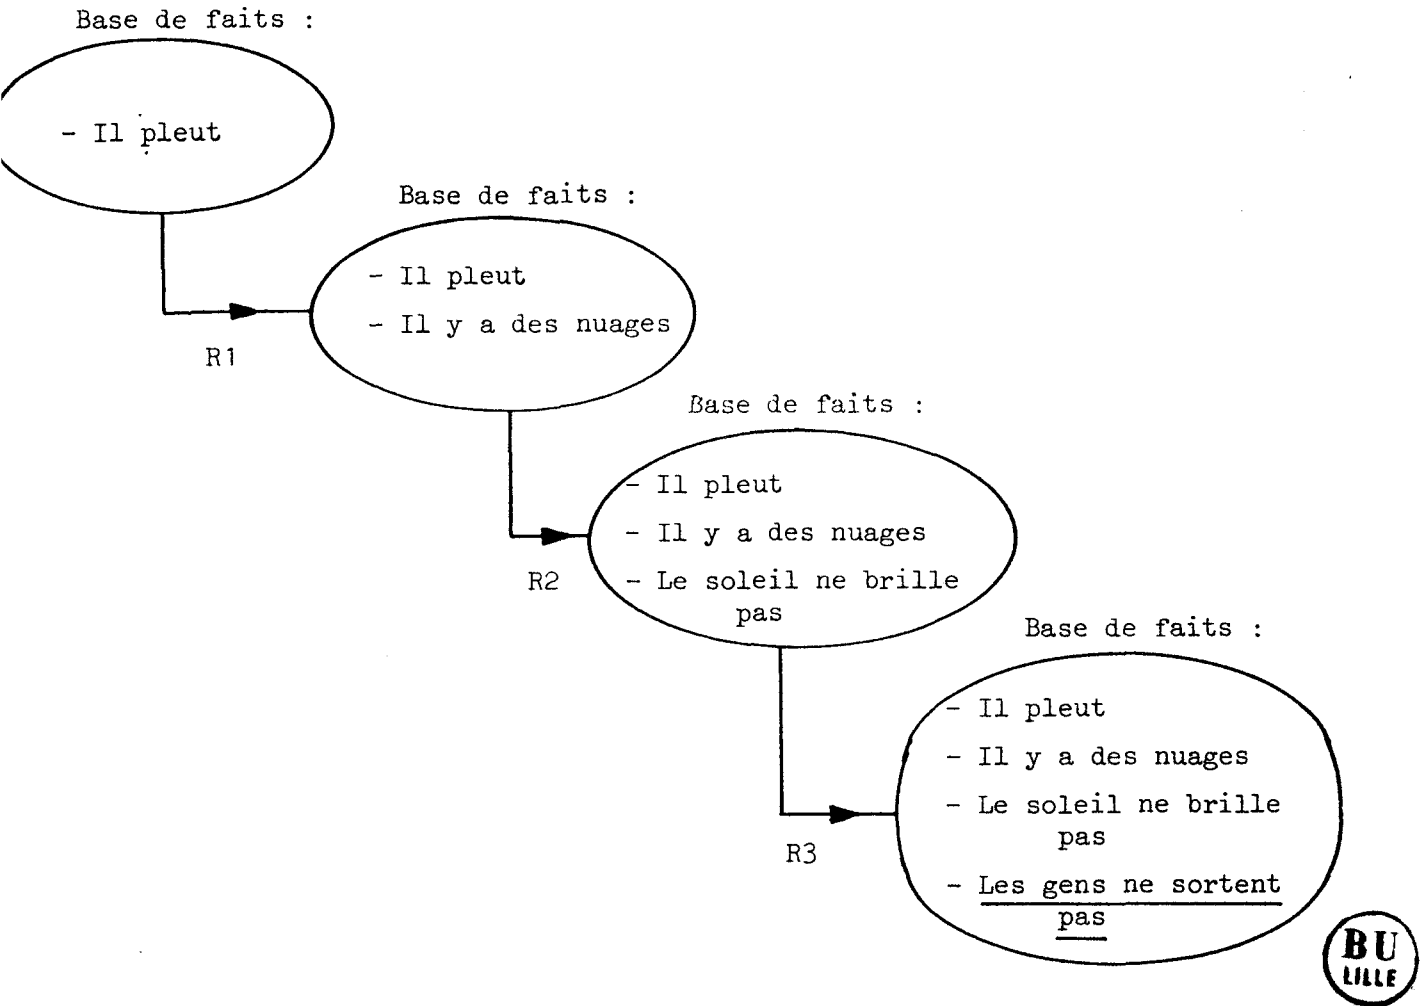 Base de faits :
- Il pleut
Base de faits :
- Il pleut
- Il y a des nuages
R1
Base de faits :
- Il pleut
- Il y a des nuages
- Le soleil ne brille
pas
R2
Base de faits :
- Il pleut
- Il y a des nuages
- Le soleil ne brille
pas
- Les gens ne sortent
pas
R3
BU
LILLE